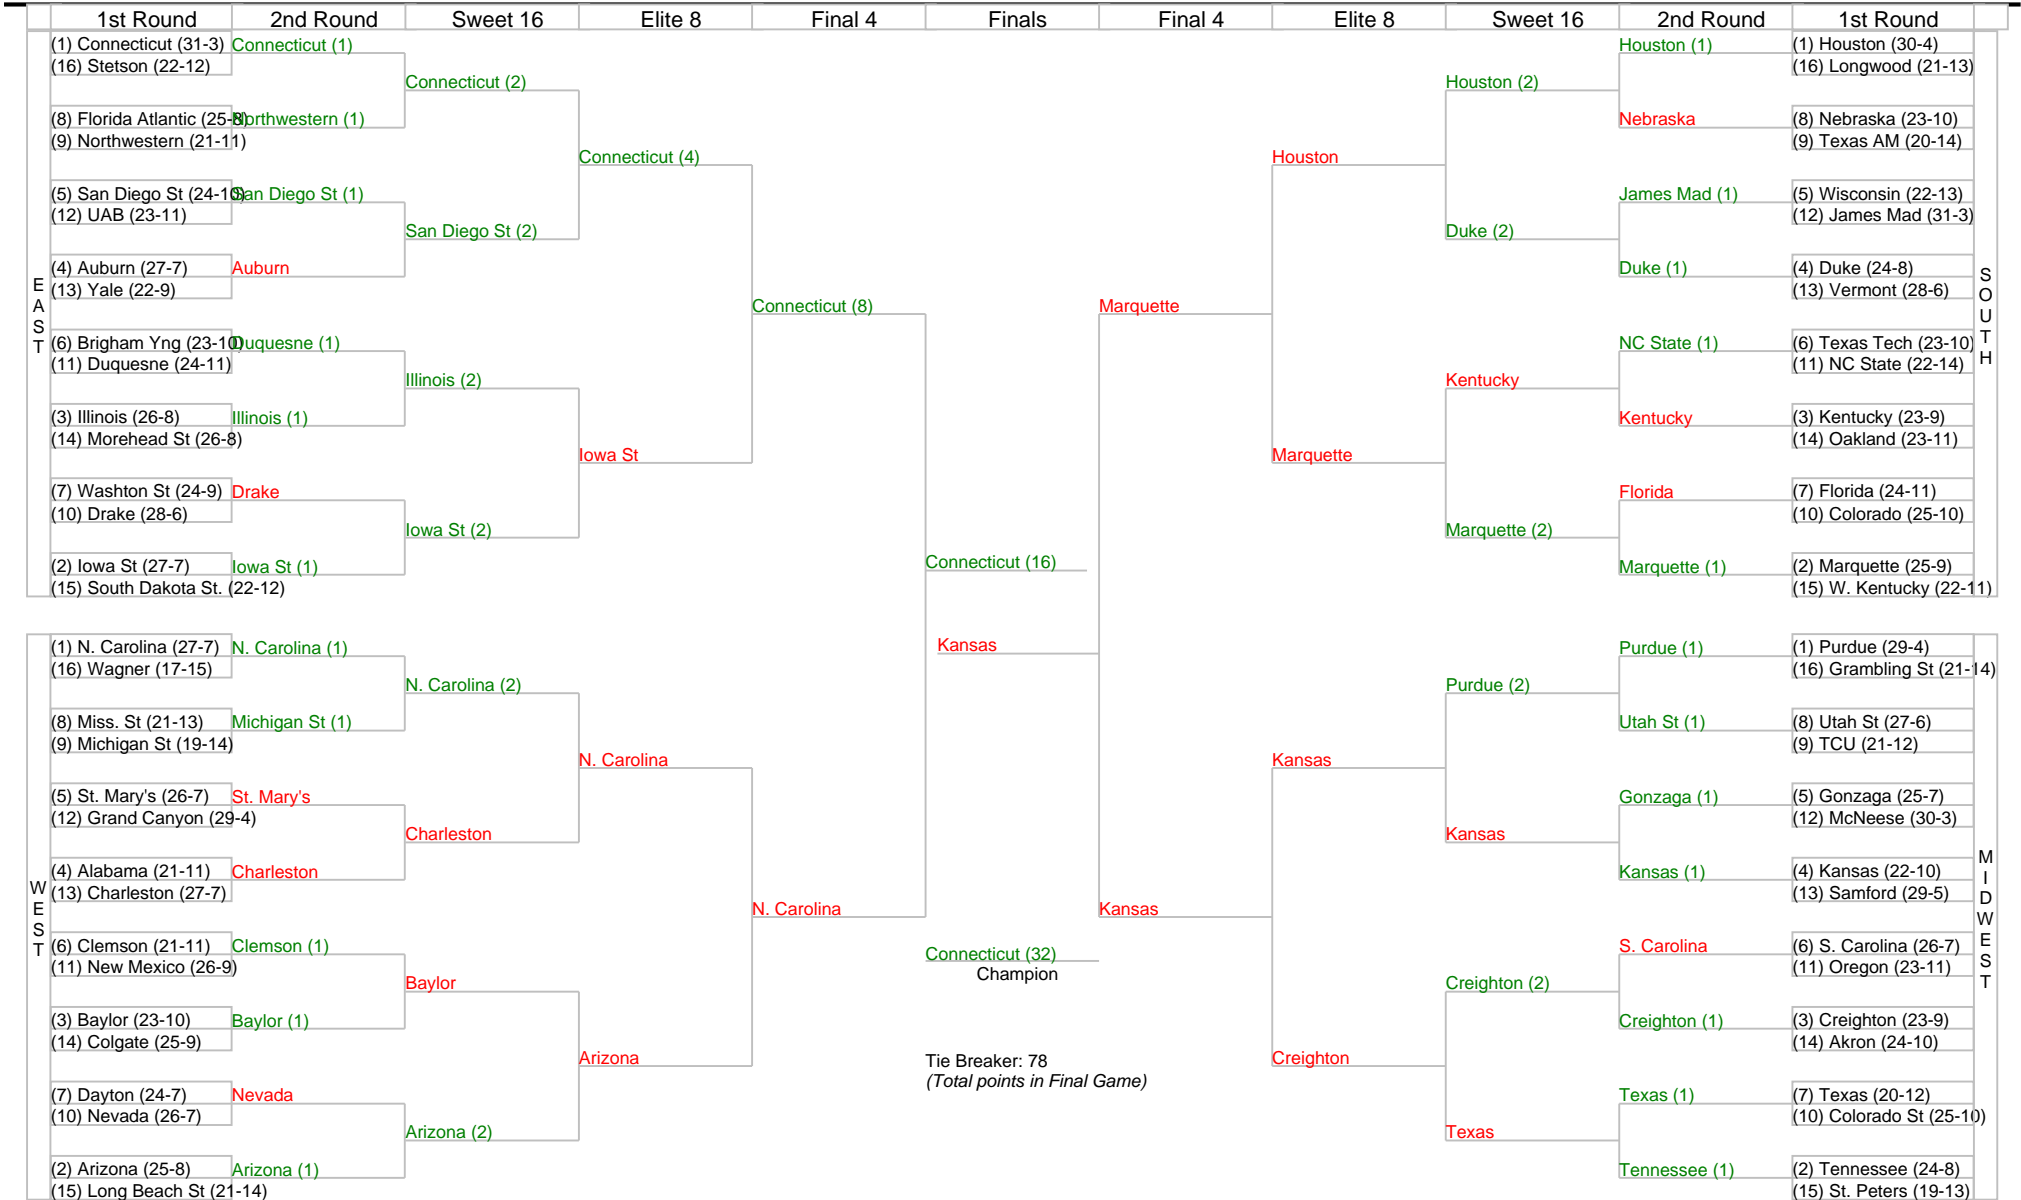 1st Round 2nd Round Sweet 16 Elite 8 Final 4 Finals Final 4 Elite 8 Sweet 16 2nd Round 1st Round
EAST
(1) Connecticut (31-3)
(16) Stetson (22-12)
(8) Florida Atlantic (25-8)
(9) Northwestern (21-11)
(5) San Diego St (24-10)
(12) UAB (23-11)
(4) Auburn (27-7)
(13) Yale (22-9)
(6) Brigham Yng (23-10)
(11) Duquesne (24-11)
(3) Illinois (26-8)
(14) Morehead St (26-8)
(7) Washton St (24-9)
(10) Drake (28-6)
(2) Iowa St (27-7)
(15) South Dakota St. (22-12)
Connecticut (1)
Northwestern (1)
San Diego St (1)
Auburn
Duquesne (1)
Illinois (1)
Drake
Iowa St (1)
Connecticut (2)
San Diego St (2)
Illinois (2)
Iowa St (2)
Connecticut (4)
Iowa St
Connecticut (8)
WEST
(1) N. Carolina (27-7)
(16) Wagner (17-15)
(8) Miss. St (21-13)
(9) Michigan St (19-14)
(5) St. Mary's (26-7)
(12) Grand Canyon (29-4)
(4) Alabama (21-11)
(13) Charleston (27-7)
(6) Clemson (21-11)
(11) New Mexico (26-9)
(3) Baylor (23-10)
(14) Colgate (25-9)
(7) Dayton (24-7)
(10) Nevada (26-7)
(2) Arizona (25-8)
(15) Long Beach St (21-14)
N. Carolina (1)
Michigan St (1)
St. Mary's
Charleston
Clemson (1)
Baylor (1)
Nevada
Arizona (1)
N. Carolina (2)
Charleston
Baylor
Arizona (2)
N. Carolina
Arizona
N. Carolina
Connecticut (16)
Kansas
Connecticut (32)
Champion
Tie Breaker: 78
(Total points in Final Game)
Marquette
Kansas
Houston
Marquette
Houston (2)
Duke (2)
Kentucky
Marquette (2)
Houston (1)
Nebraska
James Mad (1)
Duke (1)
NC State (1)
Kentucky
Florida
Marquette (1)
(1) Houston (30-4)
(16) Longwood (21-13)
(8) Nebraska (23-10)
(9) Texas AM (20-14)
(5) Wisconsin (22-13)
(12) James Mad (31-3)
(4) Duke (24-8)
(13) Vermont (28-6)
(6) Texas Tech (23-10)
(11) NC State (22-14)
(3) Kentucky (23-9)
(14) Oakland (23-11)
(7) Florida (24-11)
(10) Colorado (25-10)
(2) Marquette (25-9)
(15) W. Kentucky (22-11)
SOUTH
Kansas
Creighton
Purdue (2)
Kansas
Creighton (2)
Texas
Purdue (1)
Utah St (1)
Gonzaga (1)
Kansas (1)
S. Carolina
Creighton (1)
Texas (1)
Tennessee (1)
(1) Purdue (29-4)
(16) Grambling St (21-14)
(8) Utah St (27-6)
(9) TCU (21-12)
(5) Gonzaga (25-7)
(12) McNeese (30-3)
(4) Kansas (22-10)
(13) Samford (29-5)
(6) S. Carolina (26-7)
(11) Oregon (23-11)
(3) Creighton (23-9)
(14) Akron (24-10)
(7) Texas (20-12)
(10) Colorado St (25-10)
(2) Tennessee (24-8)
(15) St. Peters (19-13)
MIDWEST